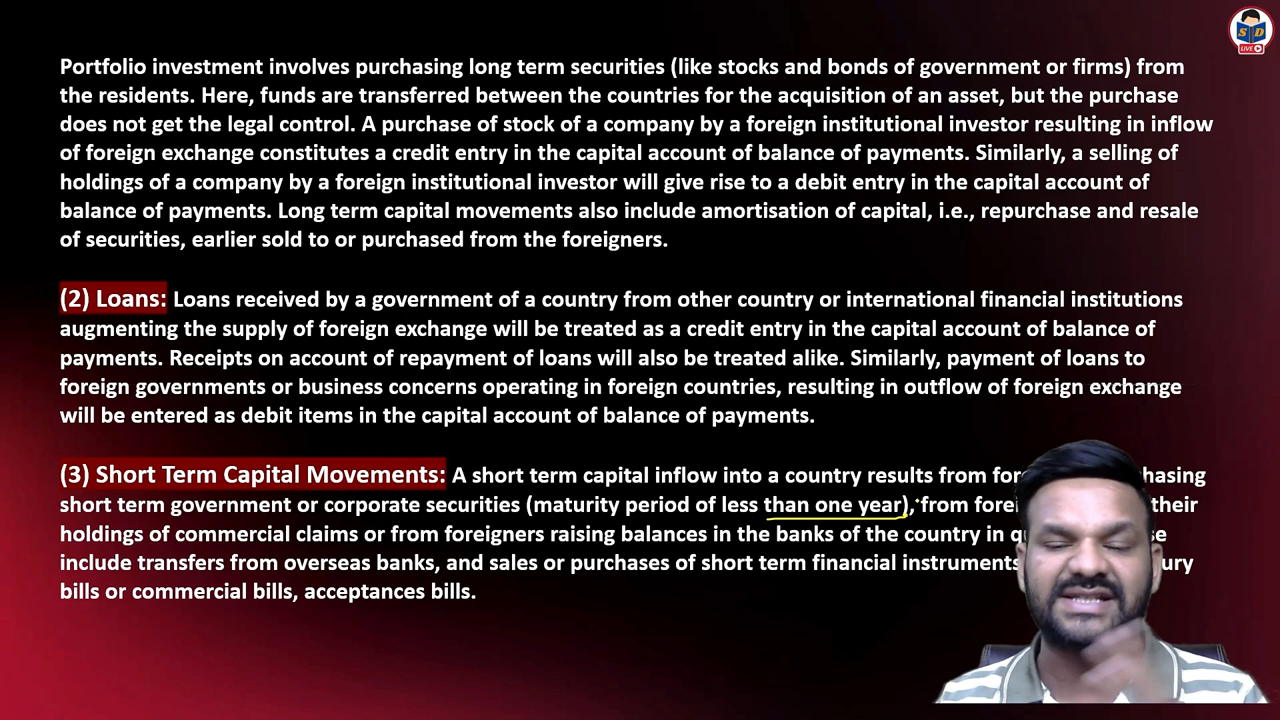 S D
LIVE
Portfolio investment involves purchasing long term securities (like stocks and bonds of government or firms) from
the residents. Here, funds are transferred between the countries for the acquisition of an asset, but the purchase
does not get the legal control. A purchase of stock of a company by a foreign institutional investor resulting in inflow
of foreign exchange constitutes a credit entry in the capital account of balance of payments. Similarly, a selling of
holdings of a company by a foreign institutional investor will give rise to a debit entry in the capital account of
balance of payments. Long term capital movements also include amortisation of capital, i.e., repurchase and resale
of securities, earlier sold to or purchased from the foreigners.
(2) Loans: Loans received by a government of a country from other country or international financial institutions
augmenting the supply of foreign exchange will be treated as a credit entry in the capital account of balance of
payments. Receipts on account of repayment of loans will also be treated alike. Similarly, payment of loans to
foreign governments or business concerns operating in foreign countries, resulting in outflow of foreign exchange
will be entered as debit items in the capital account of balance of payments.
(3) Short Term Capital Movements: A short term capital inflow into a country results from
short term government or corporate securities (maturity period of less than one year), from their
holdings of commercial claims or from foreigners raising balances in the banks of the country in
include transfers from overseas banks, and sales or purchases of short term financial instruments
bills or commercial bills, acceptances bills.